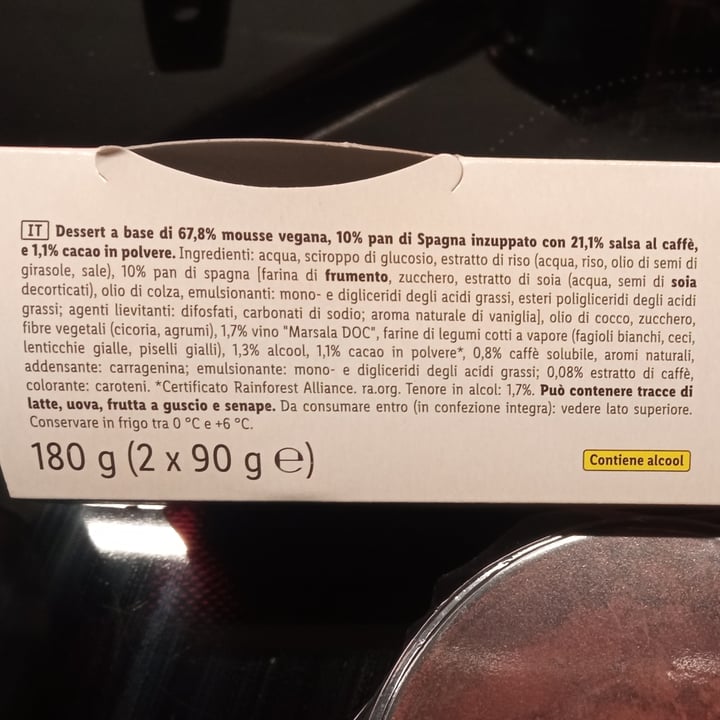 IT Dessert a base di 67,8% mousse vegana, 10% pan di Spagna inzuppato con 21,1% salsa al caffè,
e 1,1% cacao in polvere. Ingredienti: acqua, sciroppo di glucosio, estratto di riso (acqua, riso, olio di semi di
girasole, sale), 10% pan di spagna [farina di frumento, zucchero, estratto di soia (acqua, semi di soia
decorticati), olio di colza, emulsionanti: mono- e digliceridi degli acidi grassi, esteri poligliceridi degli acidi
grassi; agenti lievitanti: difosfati, carbonati di sodio; aroma naturale di vaniglia], olio di cocco, zucchero,
fibre vegetali (cicoria, agrumi), 1,7% vino "Marsala DOC", farine di legumi cotti a vapore (fagioli bianchi, ceci,
lenticchie gialle, piselli gialli), 1,3% alcool, 1,1% cacao in polvere*, 0,8% caffè solubile, aromi naturali,
addensante: carragenina; emulsionante: mono- e digliceridi degli acidi grassi; 0,08% estratto di caffè,
colorante: caroteni. *Certificato Rainforest Alliance. ra.org. Tenore in alcol: 1,7%. Può contenere tracce di
latte, uova, frutta a guscio e senape. Da consumare entro (in confezione integra): vedere lato superiore.
Conservare in frigo tra 0 °C e +6 °C.
180 g (2 x 90 g ℮)
Contiene alcool